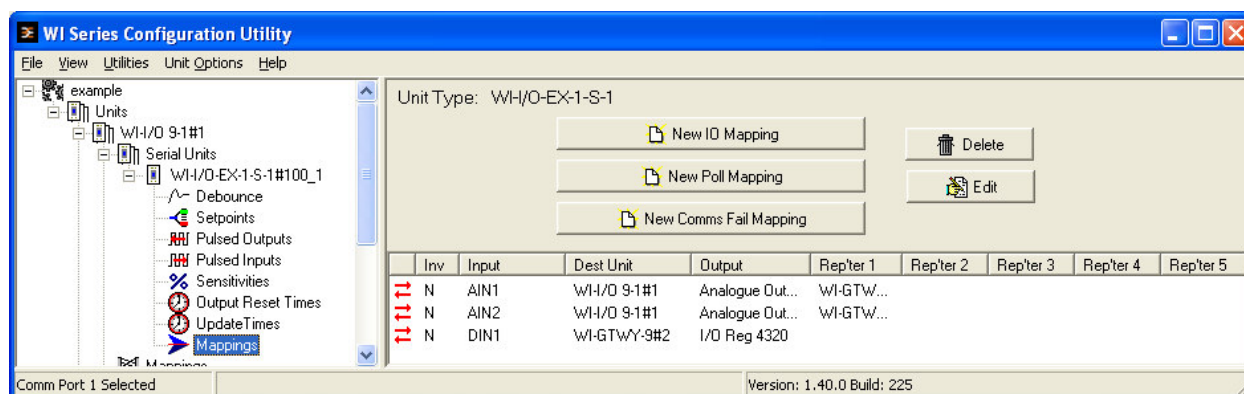 WI Series Configuration Utility
File View Utilities Unit Options Help
example
Units
WI-I/O 9-1#1
Serial Units
WI-I/O-EX-1-S-1#100_1
Debounce
Setpoints
Pulsed Outputs
Pulsed Inputs
Sensitivities
Output Reset Times
UpdateTimes
Mappings
Mappings
Unit Type: WI-I/O-EX-1-S-1
New IO Mapping
New Poll Mapping
New Comms Fail Mapping
Delete
Edit
Inv Input Dest Unit Output Rep'ter 1 Rep'ter 2 Rep'ter 3 Rep'ter 4 Rep'ter 5
N AIN1 WI-I/O 9-1#1 Analogue Out... WI-GTW...
N AIN2 WI-I/O 9-1#1 Analogue Out... WI-GTW...
N DIN1 WI-GTWY-9#2 I/O Reg 4320
Comm Port 1 Selected
Version: 1.40.0 Build: 225